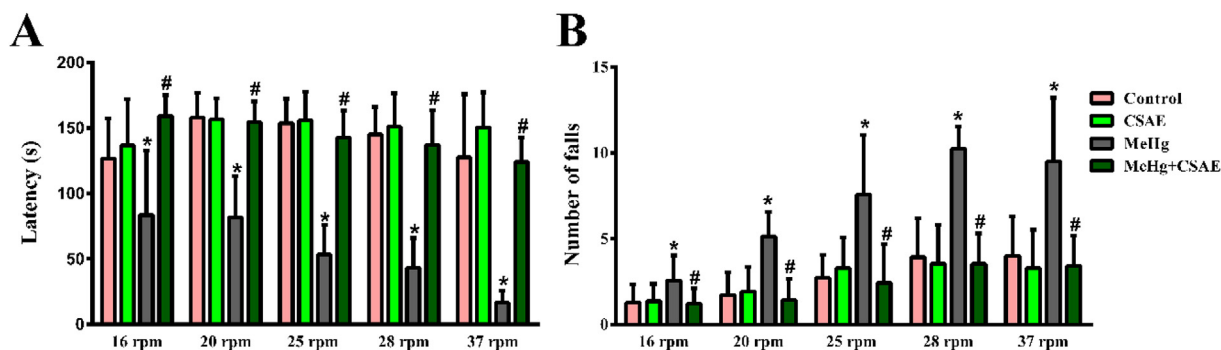 A
Latency (s)
200
150
100
50
0
*
#
*
#
*
#
*
#
*
#
16 rpm 20 rpm 25 rpm 28 rpm 37 rpm
B
Number of falls
15
10
5
0
*
#
*
#
*
#
*
#
*
#
16 rpm 20 rpm 25 rpm 28 rpm 37 rpm
Control
CSAE
MeHg
MeHg+CSAE